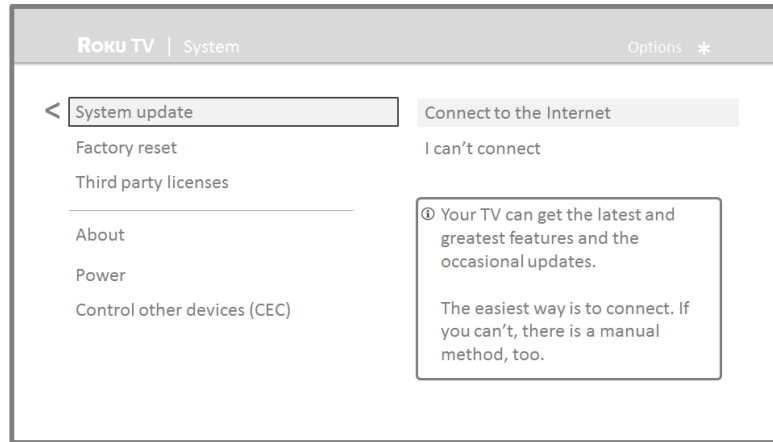 ROKU TV | System
Options *
< System update
Factory reset
Third party licenses
About
Power
Control other devices (CEC)
Connect to the Internet
I can't connect
ⓘ Your TV can get the latest and
greatest features and the
occasional updates.
The easiest way is to connect. If
you can't, there is a manual
method, too.